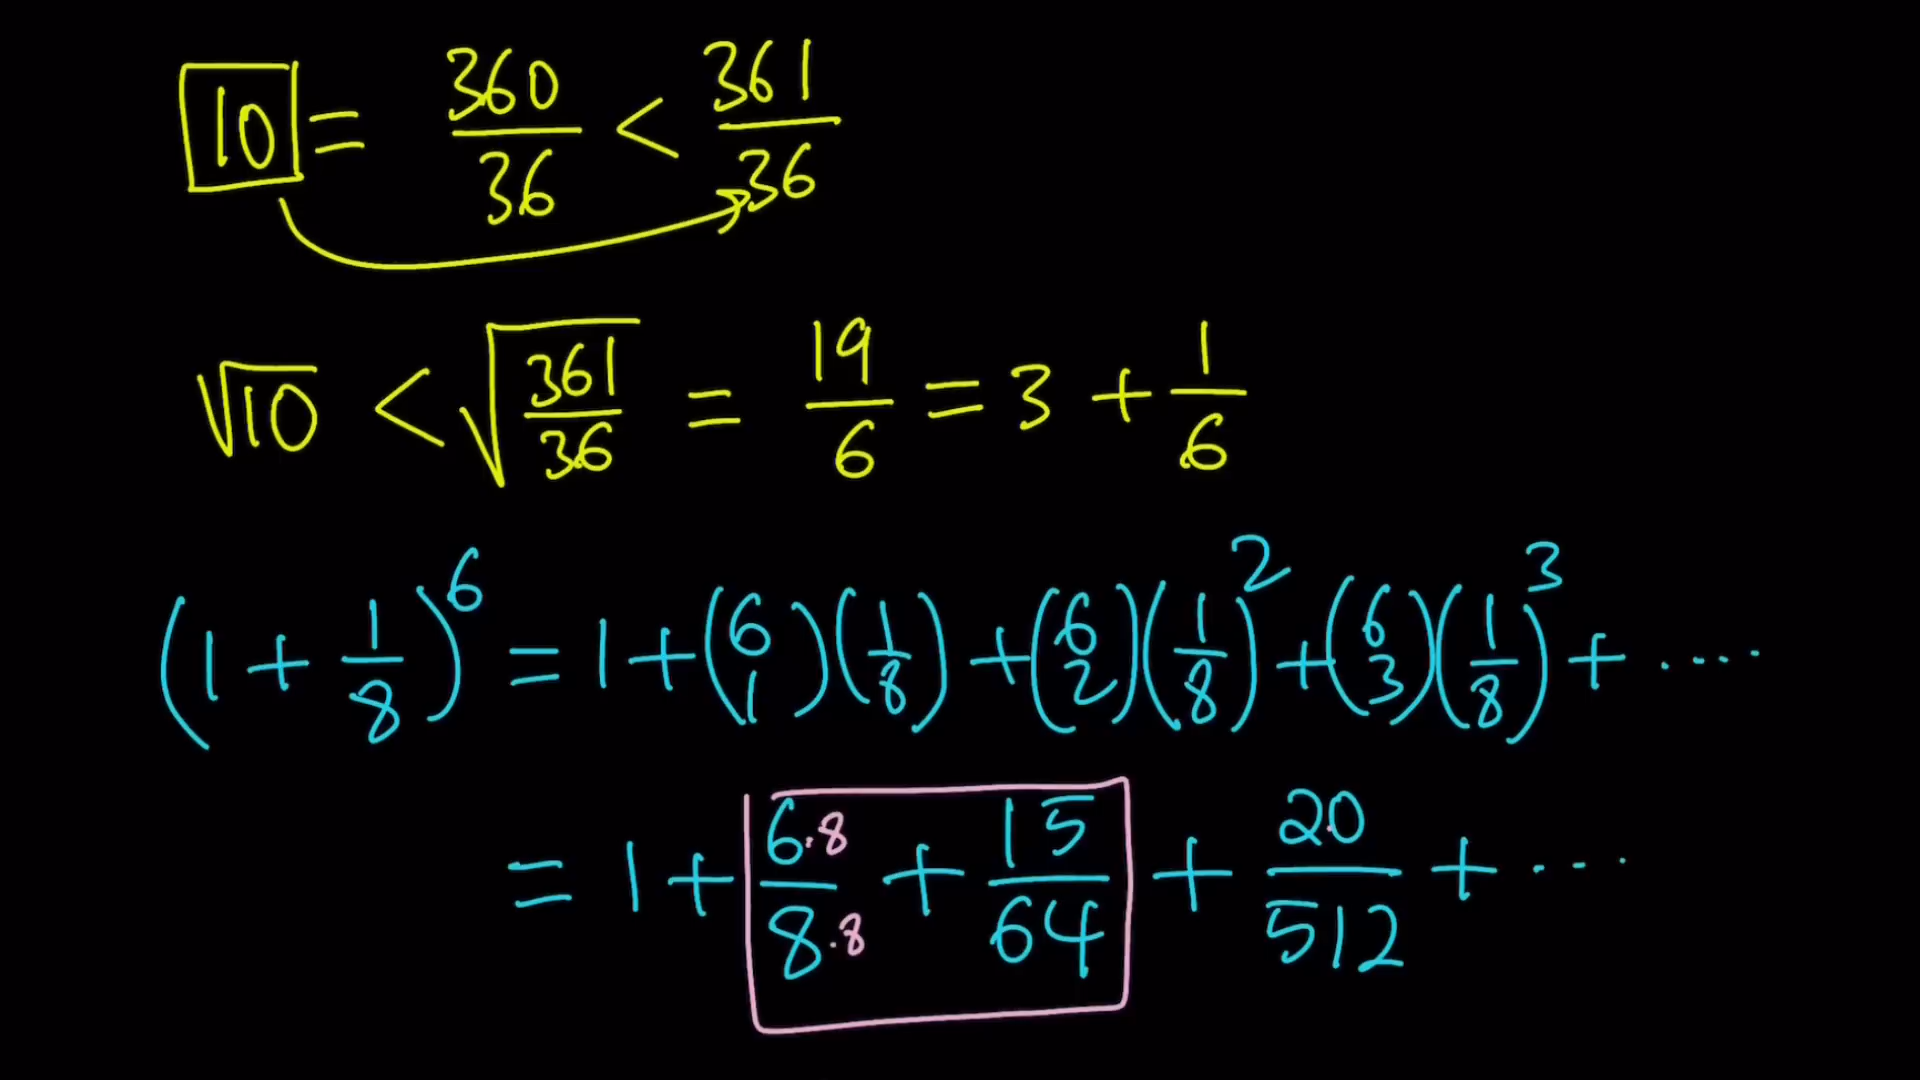 10 = 360/36 < 361/36
√10 < √(361/36) = 19/6 = 3 + 1/6
(1 + 1/8)^6 = 1 + (6 1)(1/8) + (6 2)(1/8)^2 + (6 3)(1/8)^3 + ....
= 1 + 6·8/8·8 + 15/64 + 20/512 + ....